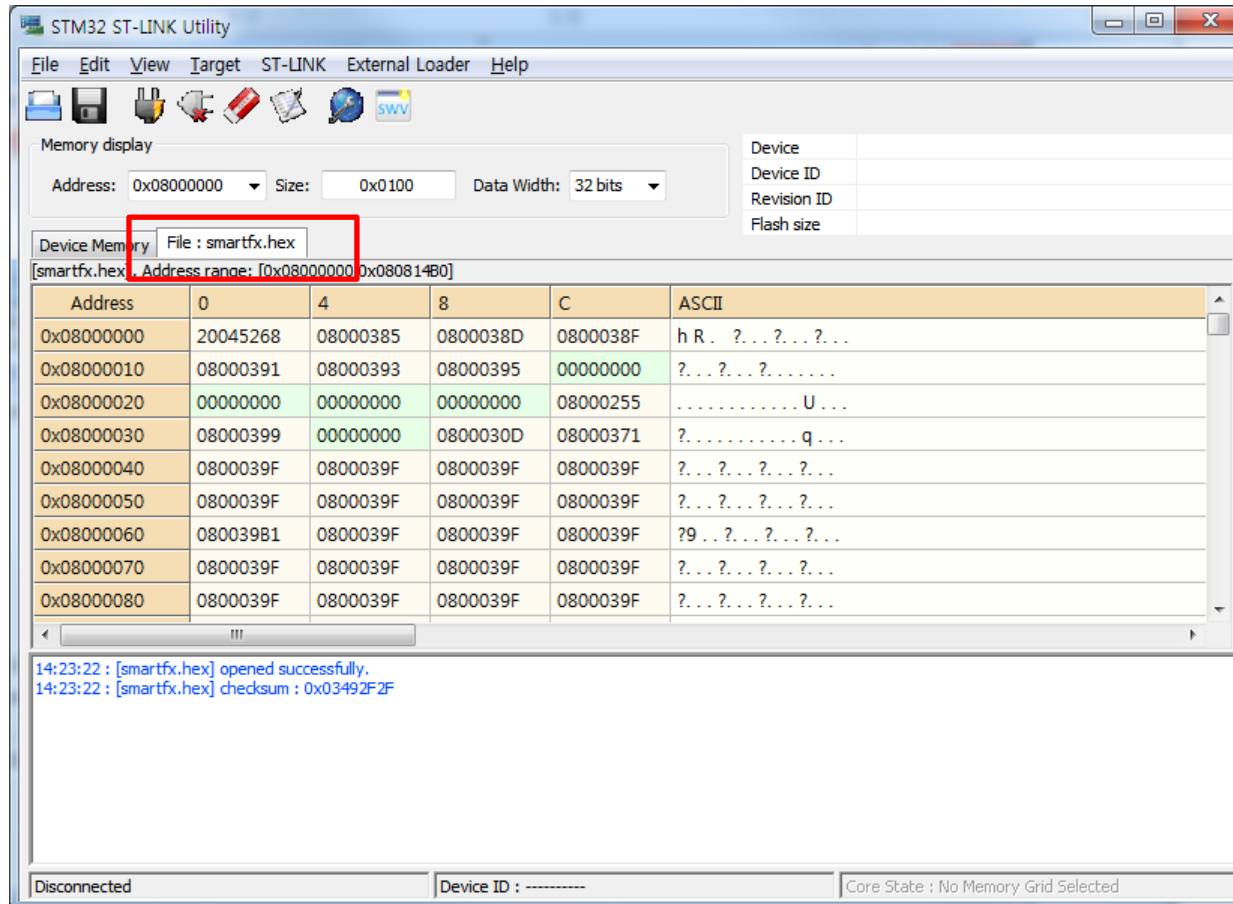 STM32 ST-LINK Utility
File Edit View Target ST-LINK External Loader Help
SWV
Memory display
Address: 0x08000000 Size: 0x0100 Data Width: 32 bits
Device
Device ID
Revision ID
Flash size
Device Memory File : smartfx.hex
[smartfx.hex], Address range: [0x08000000 0x080814B0]
Address 0 4 8 C ASCII
0x08000000 20045268 08000385 0800038D 0800038F h R . ?. . . ?. . . ?. . .
0x08000010 08000391 08000393 08000395 00000000 ?. . . ?. . . ?. . . . . . .
0x08000020 00000000 00000000 00000000 08000255 . . . . . . . . . . . . U . . .
0x08000030 08000399 00000000 0800030D 08000371 ?. . . . . . . . . . . q . . .
0x08000040 0800039F 0800039F 0800039F 0800039F ?. . . ?. . . ?. . . ?. . .
0x08000050 0800039F 0800039F 0800039F 0800039F ?. . . ?. . . ?. . . ?. . .
0x08000060 080039B1 0800039F 0800039F 0800039F ?9 . . ?. . . ?. . . ?. . .
0x08000070 0800039F 0800039F 0800039F 0800039F ?. . . ?. . . ?. . . ?. . .
0x08000080 0800039F 0800039F 0800039F 0800039F ?. . . ?. . . ?. . . ?. . .
14:23:22 : [smartfx.hex] opened successfully.
14:23:22 : [smartfx.hex] checksum : 0x03492F2F
Disconnected Device ID : ---------- Core State : No Memory Grid Selected